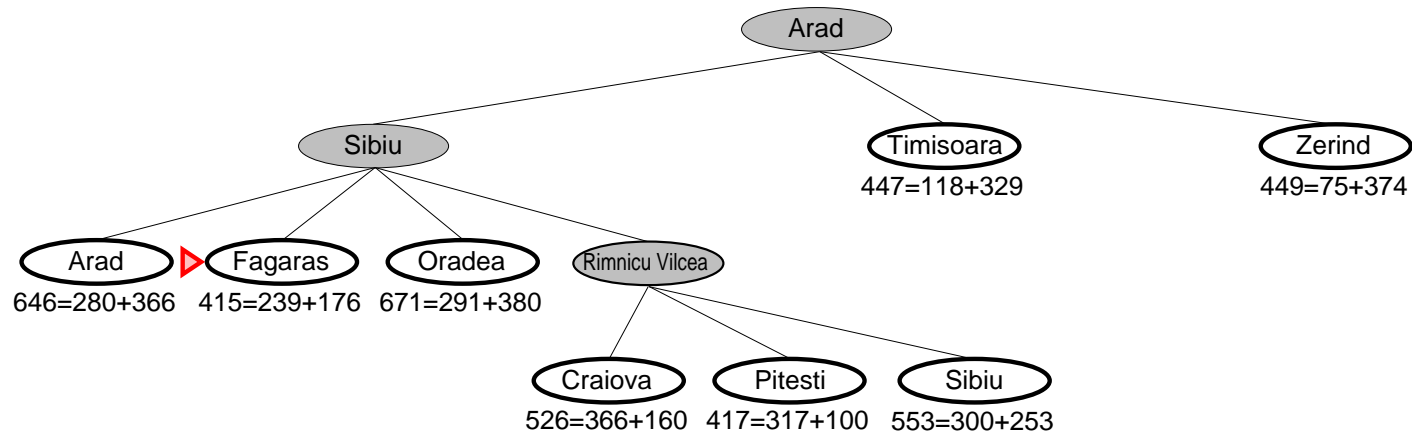 Arad
Sibiu
Timisoara
Zerind
447=118+329
449=75+374
Arad
Fagaras
Oradea
Rimnicu Vilcea
646=280+366
415=239+176
671=291+380
Craiova
Pitesti
Sibiu
526=366+160
417=317+100
553=300+253